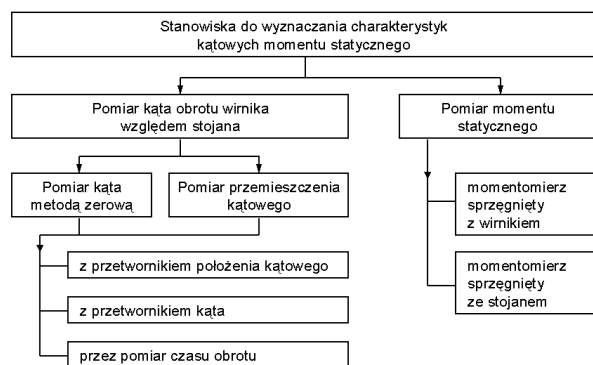 Stanowiska do wyznaczania charakterystyk
kątowych momentu statycznego
Pomiar kąta obrotu wirnika
względem stojana
Pomiar momentu
statycznego
Pomiar kąta
metodą zerową
Pomiar przemieszczenia
kątowego
momentomierz
sprzęgnięty
z wirnikiem
z przetwornikiem położenia kątowego
momentomierz
sprzęgnięty
ze stojanem
z przetwornikiem kąta
przez pomiar czasu obrotu